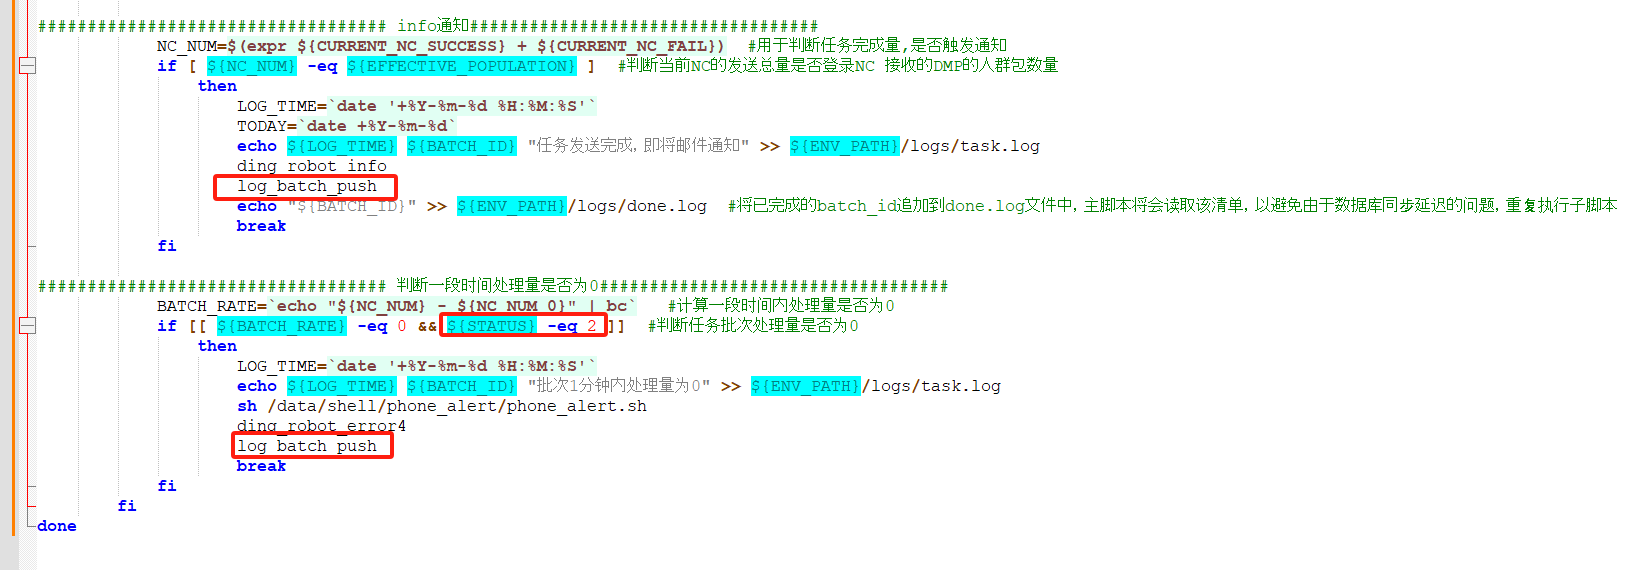 ################################### info通知###################################
NC_NUM=$(expr ${CURRENT_NC_SUCCESS} + ${CURRENT_NC_FAIL})  #用于判断任务完成量,是否触发通知
if [ ${NC_NUM} -eq ${EFFECTIVE_POPULATION} ]  #判断当前NC的发送总量是否登录NC 接收的DMP的人群包数量
then
LOG_TIME=`date '+%Y-%m-%d %H:%M:%S'`
TODAY=`date +%Y-%m-%d`
echo ${LOG_TIME} ${BATCH_ID} "任务发送完成，即将邮件通知" >> ${ENV_PATH}/logs/task.log
ding_robot_info
log_batch_push
echo "${BATCH_ID}" >> ${ENV_PATH}/logs/done.log  #将已完成的batch_id追加到done.log文件中，主脚本将会读取该清单，以避免由于数据库同步延迟的问题，重复执行子脚本
break
fi
################################### 判断一段时间处理量是否为0###################################
BATCH_RATE=`echo "${NC_NUM} - ${NC_NUM_0}" | bc`   #计算一段时间内处理量是否为0
if [[ ${BATCH_RATE} -eq 0 && ${STATUS} -eq 2 ]]  #判断任务批次处理量是否为0
then
LOG_TIME=`date '+%Y-%m-%d %H:%M:%S'`
echo ${LOG_TIME} ${BATCH_ID} "批次1分钟内处理量为0" >> ${ENV_PATH}/logs/task.log
sh /data/shell/phone_alert/phone_alert.sh
ding_robot_error4
log_batch_push
break
fi
fi
done